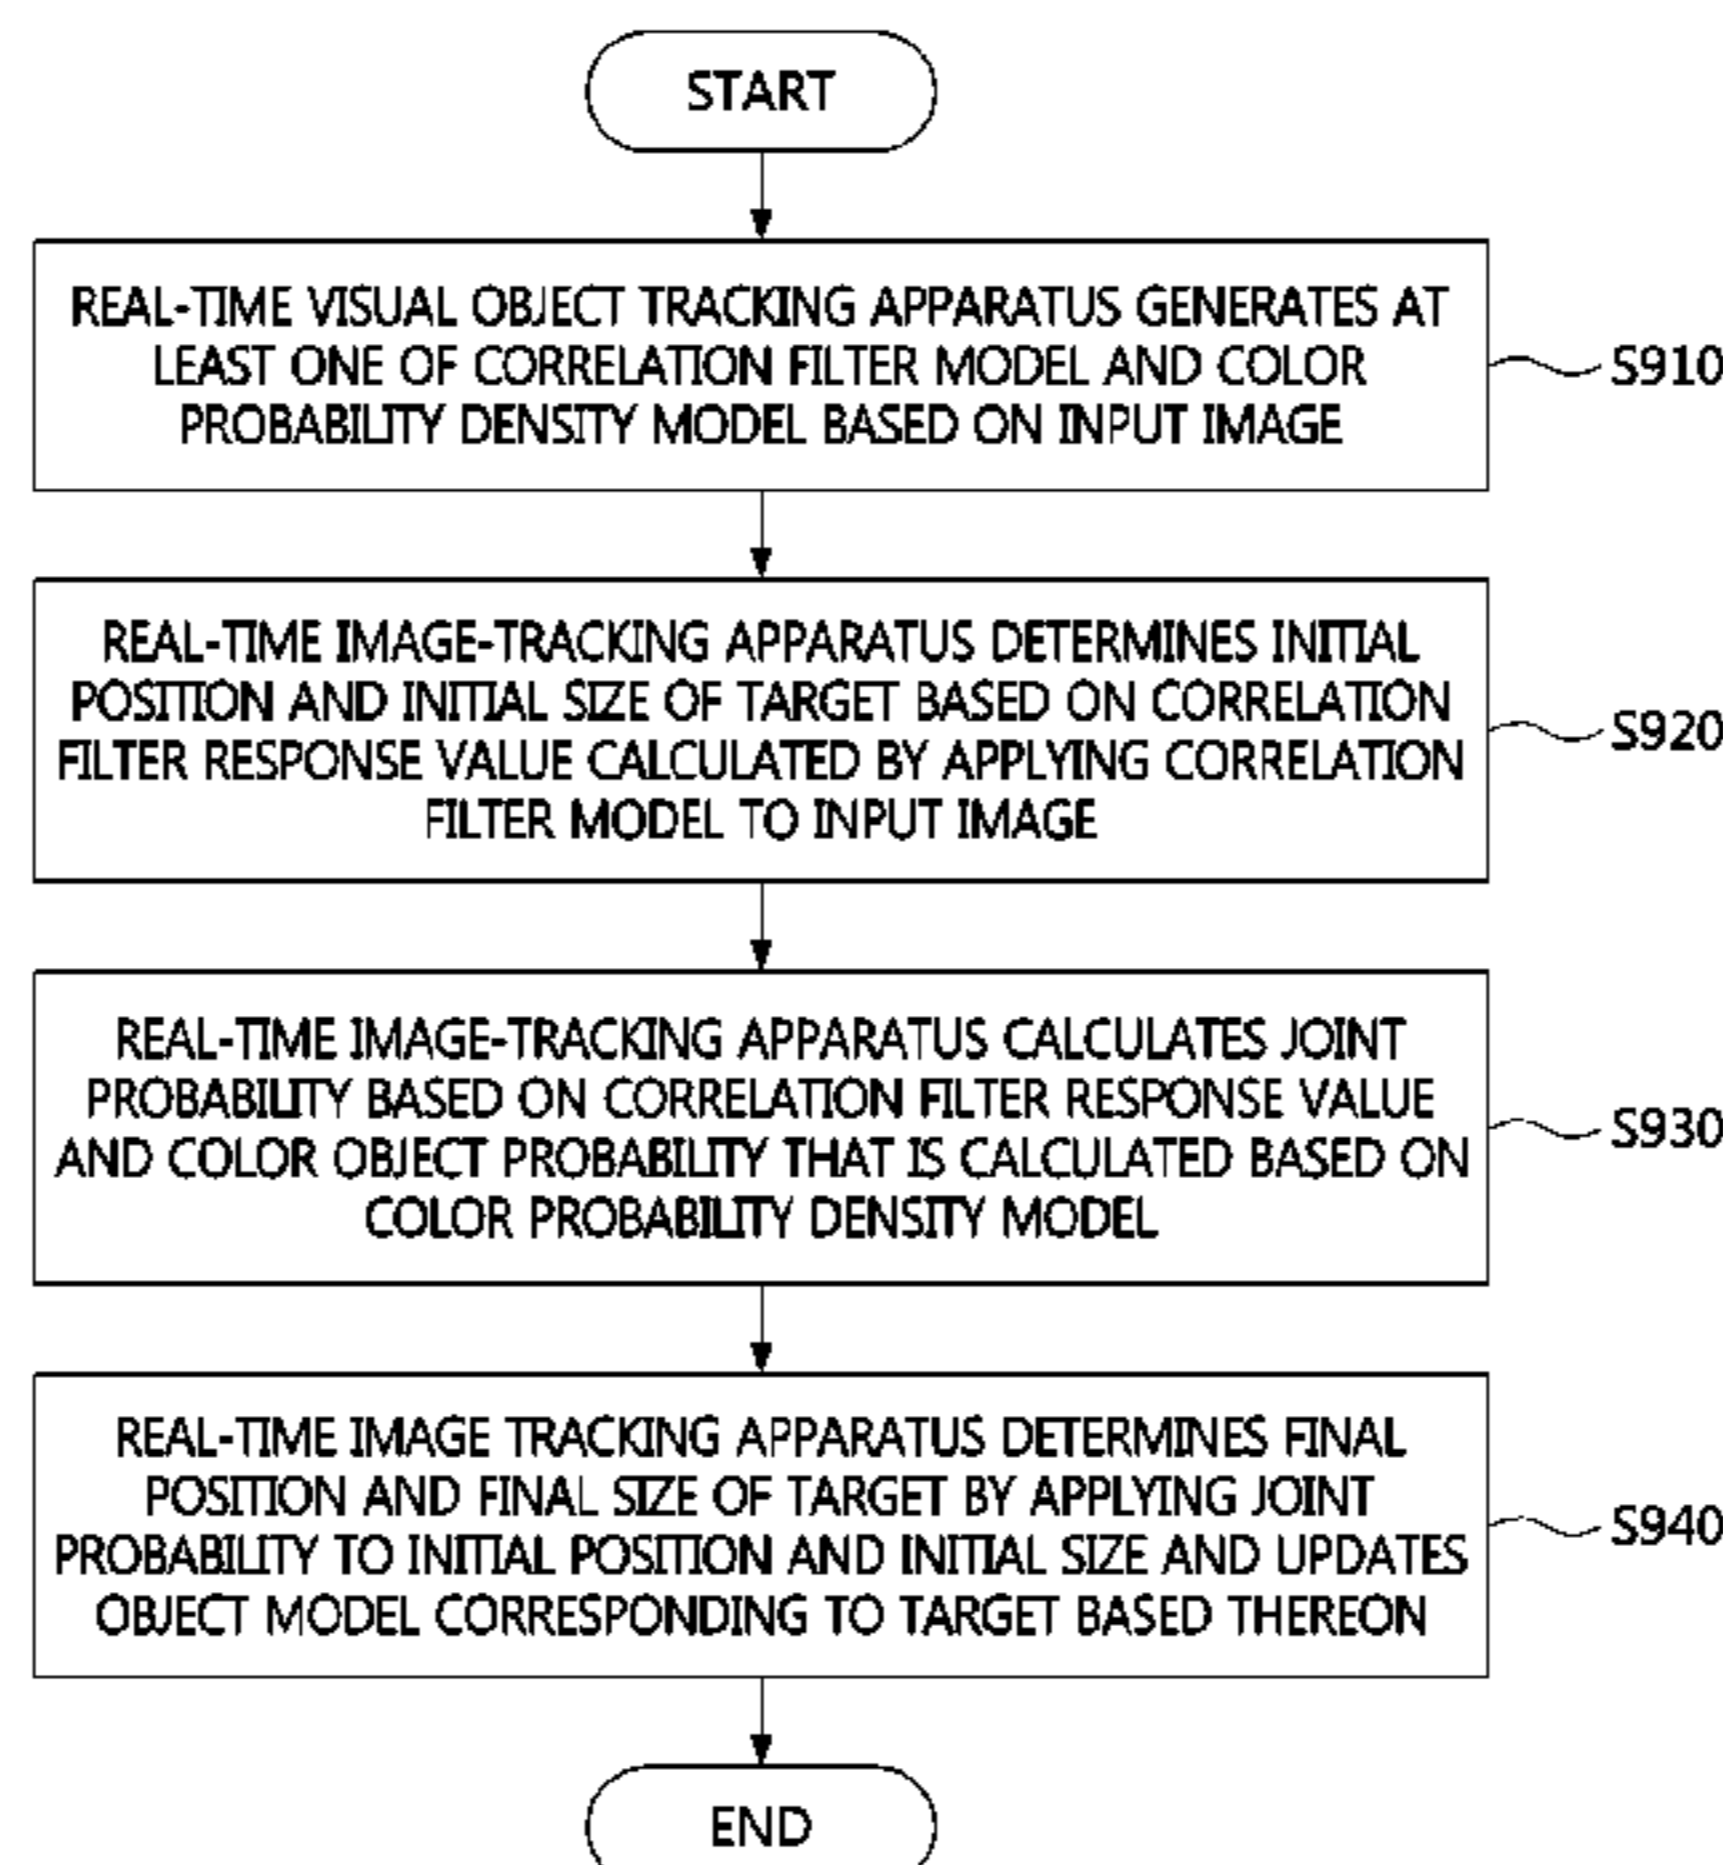 START
REAL-TIME VISUAL OBJECT TRACKING APPARATUS GENERATES AT
LEAST ONE OF CORRELATION FILTER MODEL AND COLOR
PROBABILITY DENSITY MODEL BASED ON INPUT IMAGE
S910
REAL-TIME IMAGE-TRACKING APPARATUS DETERMINES INITIAL
POSITION AND INITIAL SIZE OF TARGET BASED ON CORRELATION
FILTER RESPONSE VALUE CALCULATED BY APPLYING CORRELATION
FILTER MODEL TO INPUT IMAGE
S920
REAL-TIME IMAGE-TRACKING APPARATUS CALCULATES JOINT
PROBABILITY BASED ON CORRELATION FILTER RESPONSE VALUE
AND COLOR OBJECT PROBABILITY THAT IS CALCULATED BASED ON
COLOR PROBABILITY DENSITY MODEL
S930
REAL-TIME IMAGE TRACKING APPARATUS DETERMINES FINAL
POSITION AND FINAL SIZE OF TARGET BY APPLYING JOINT
PROBABILITY TO INITIAL POSITION AND INITIAL SIZE AND UPDATES
OBJECT MODEL CORRESPONDING TO TARGET BASED THEREON
S940
END